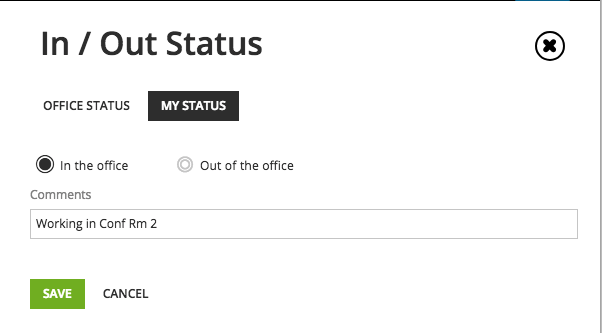 In / Out Status
OFFICE STATUS MY STATUS
In the office Out of the office
Comments
Working in Conf Rm 2
SAVE CANCEL